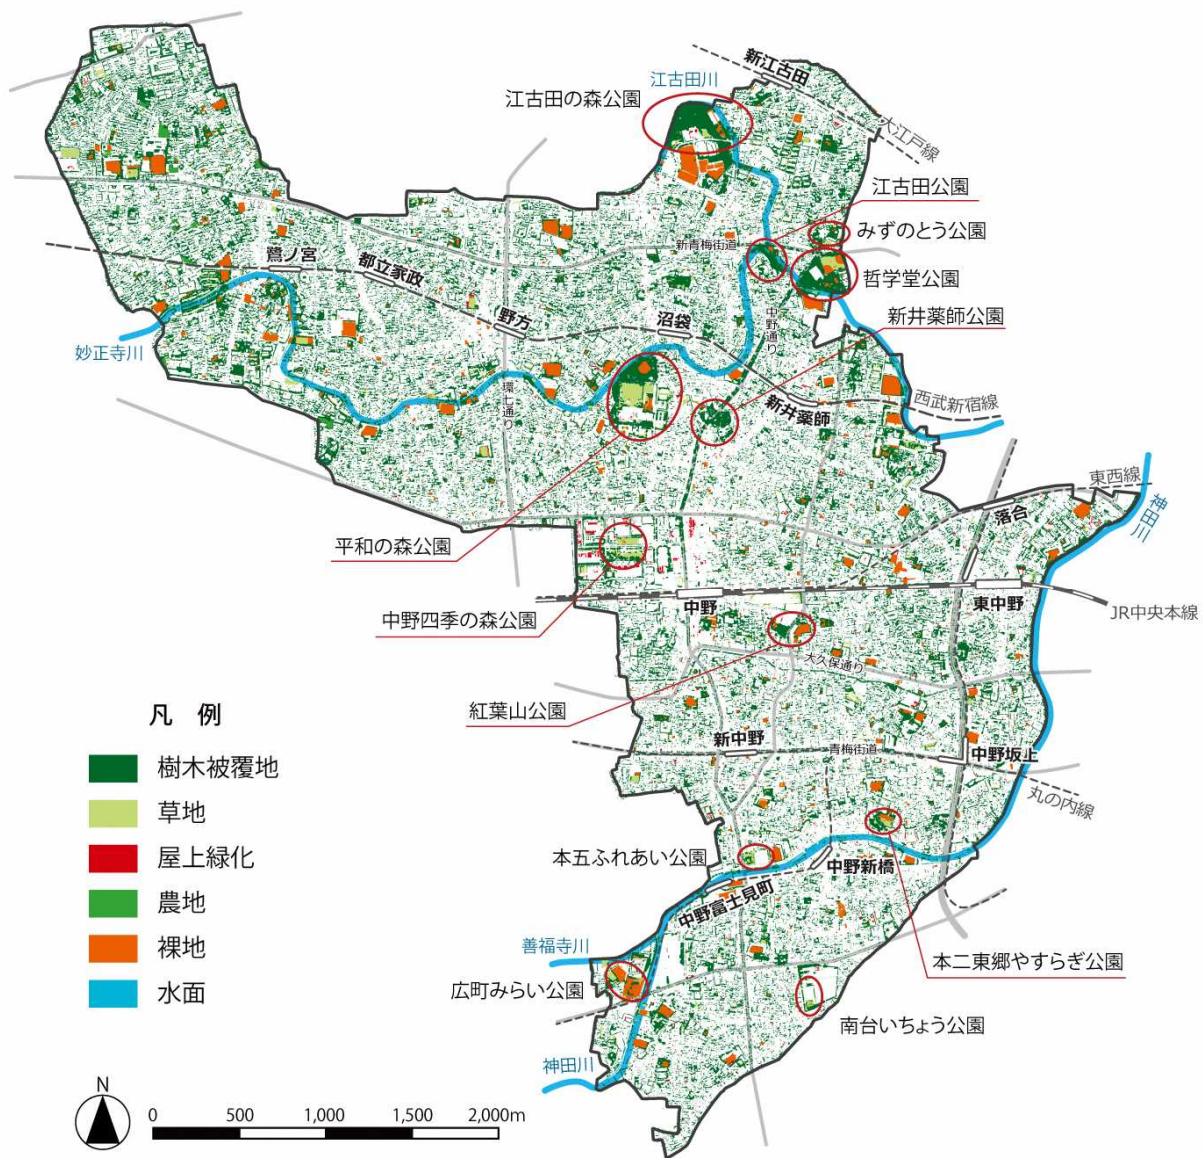 新江古田
江古田川
江古田の森公園
大江戸線
江古田公園
みずのとう公園
新青梅街道
鷺ノ宮
都立家政
哲学堂公園
野方
沼袋
中野通り
新井薬師公園
妙正寺川
環七通り
新井薬師
西武新宿線
東西線
神田川
落合
平和の森公園
中野
東中野
JR中央本線
中野四季の森公園
大久保通り
紅葉山公園
凡 例
新中野
青梅街道
中野坂上
樹木被覆地
丸の内線
草地
屋上緑化
本五ふれあい公園
中野新橋
農地
中野富士見町
裸地
善福寺川
本二東郷やすらぎ公園
水面
広町みらい公園
南台いちょう公園
神田川
N
0 500 1,000 1,500 2,000m